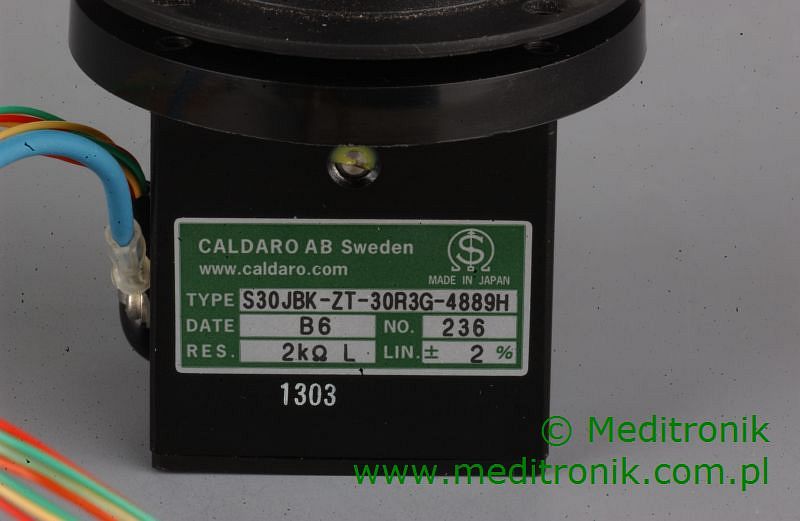 CALDARO AB Sweden
www.caldaro.com
S
MADE IN JAPAN
TYPE S30JBK-ZT-30R3G-4889H
DATE B6 NO. 236
RES. 2kΩ L LIN. ± 2 %
1303
© Meditronik
www.meditronik.com.pl